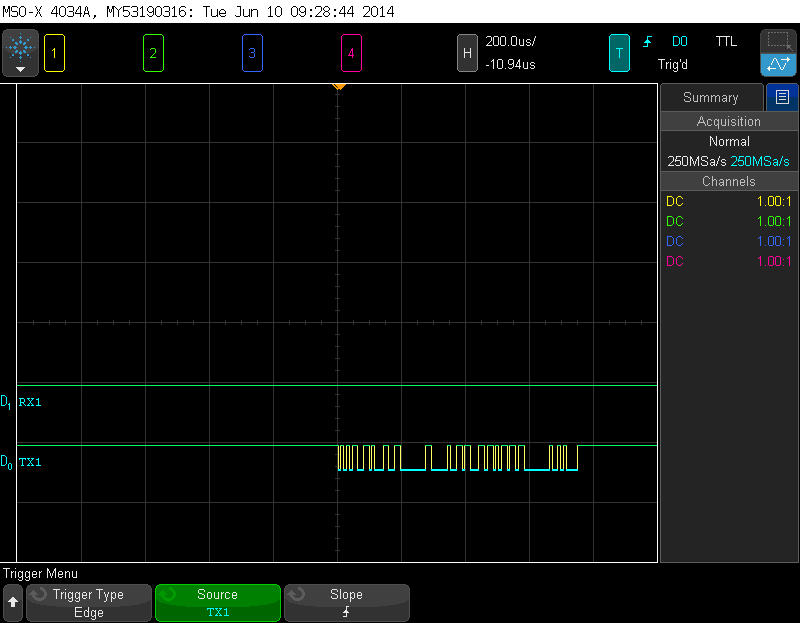 MSO-X 4034A, MY53190316: Tue Jun 10 09:28:44 2014
1 2 3 4 H 200.0us/ -10.94us T D0 TTL Trig'd
Summary
Acquisition
Normal
250MSa/s 250MSa/s
Channels
DC 1.00:1
DC 1.00:1
DC 1.00:1
DC 1.00:1
D1 RX1
D0 TX1
Trigger Menu
Trigger Type
Edge
Source
TX1
Slope